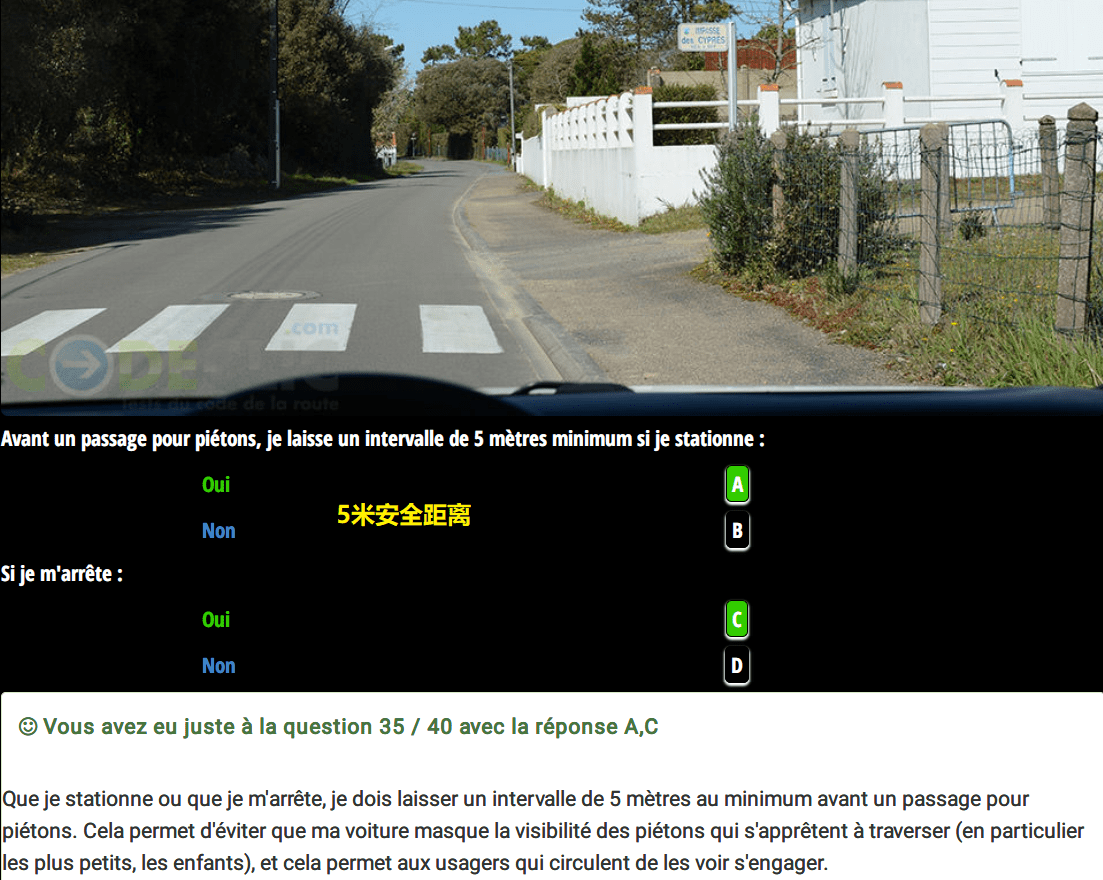 IMPASSE
des CYPRÈS
.com
CODE-CLIC
tests du code de la route
Avant un passage pour piétons, je laisse un intervalle de 5 mètres minimum si je stationne :
Oui A
5米安全距离
Non B
Si je m'arrête :
Oui C
Non D
Vous avez eu juste à la question 35 / 40 avec la réponse A,C
Que je stationne ou que je m'arrête, je dois laisser un intervalle de 5 mètres au minimum avant un passage pour
piétons. Cela permet d'éviter que ma voiture masque la visibilité des piétons qui s'apprêtent à traverser (en particulier
les plus petits, les enfants), et cela permet aux usagers qui circulent de les voir s'engager.